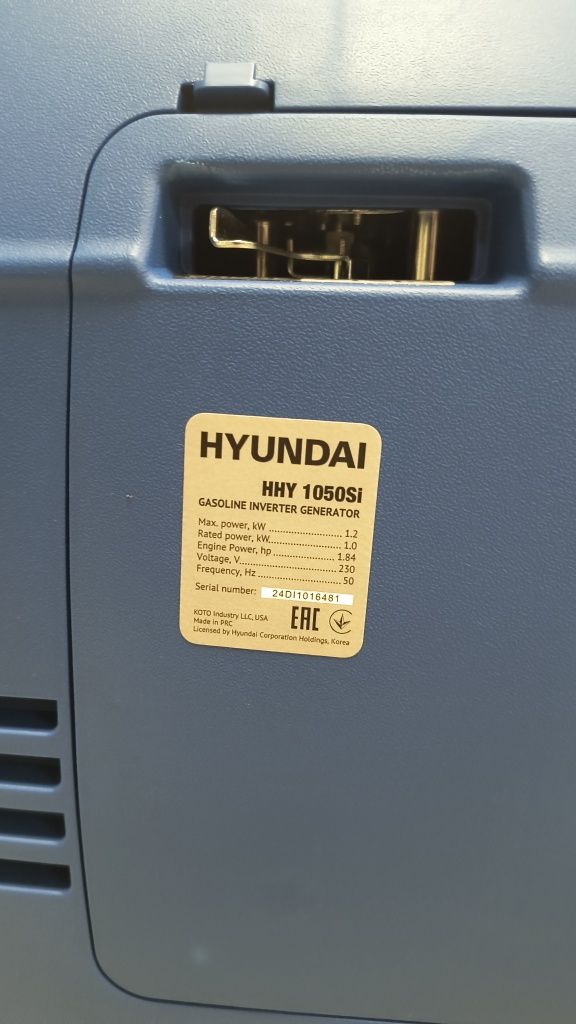 HYUNDAI
HHY 1050Si
GASOLINE INVERTER GENERATOR
Max. power, kW ........................ 1.2
Rated power, kW........................ 1.0
Engine Power, hp .................... 1.84
Voltage, V................................ 230
Frequency, Hz ........................... 50
Serial number: 24DI1016481
KOTO Industry LLC, USA
Made in PRC
EAC
Licensed by Hyundai Corporation Holdings, Korea